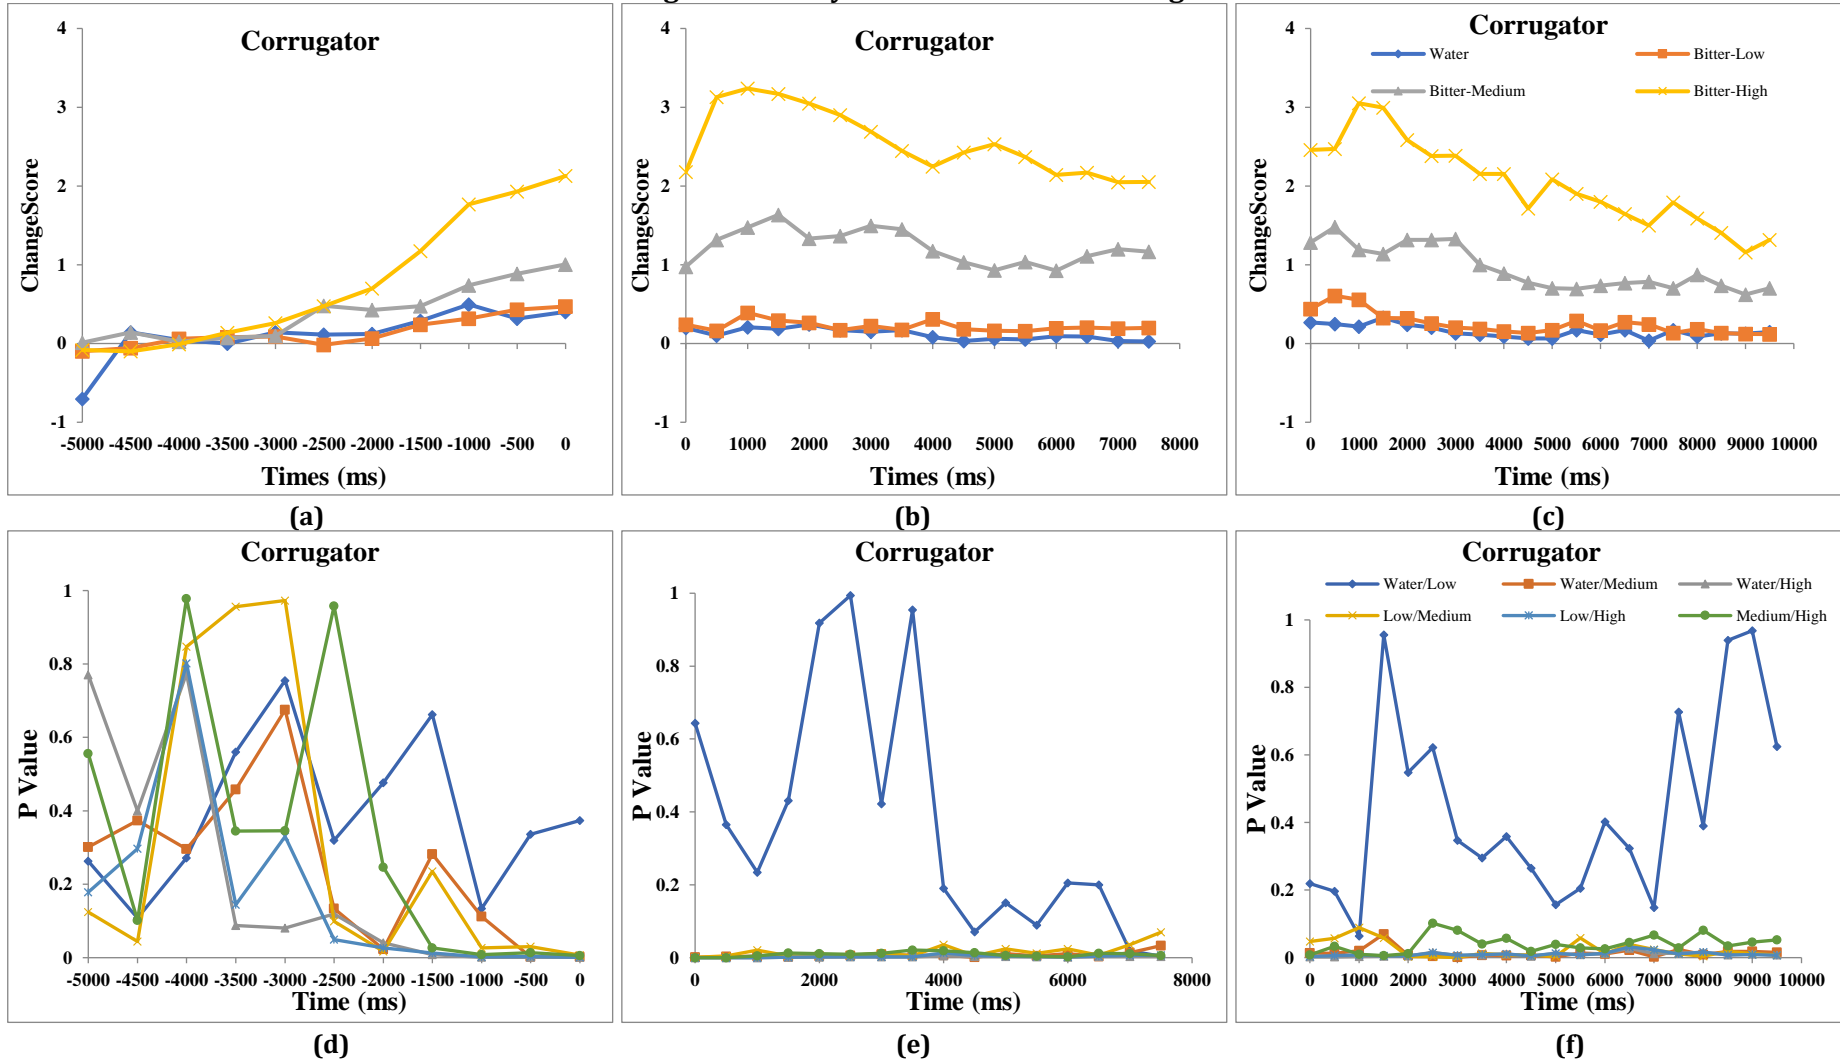 Corrugator
4
3
2
1
0
-1
ChangeScore
-5000 -4500 -4000 -3500 -3000 -2500 -2000 -1500 -1000 -500 0
Times (ms)
(a)
Corrugator
4
3
2
1
0
-1
ChangeScore
0 1000 2000 3000 4000 5000 6000 7000 8000
Times (ms)
(b)
Corrugator
Water
Bitter-Low
Bitter-Medium
Bitter-High
4
3
2
1
0
-1
ChangeScore
0 1000 2000 3000 4000 5000 6000 7000 8000 9000 10000
Time (ms)
(c)
Corrugator
1
0.8
0.6
0.4
0.2
0
P Value
-5000 -4500 -4000 -3500 -3000 -2500 -2000 -1500 -1000 -500 0
Time (ms)
(d)
Corrugator
1
0.8
0.6
0.4
0.2
0
P Value
0 2000 4000 6000 8000
Time (ms)
(e)
Corrugator
Water/Low
Water/Medium
Water/High
Low/Medium
Low/High
Medium/High
1
0.8
0.6
0.4
0.2
0
P Value
0 1000 2000 3000 4000 5000 6000 7000 8000 9000 10000
Time (ms)
(f)